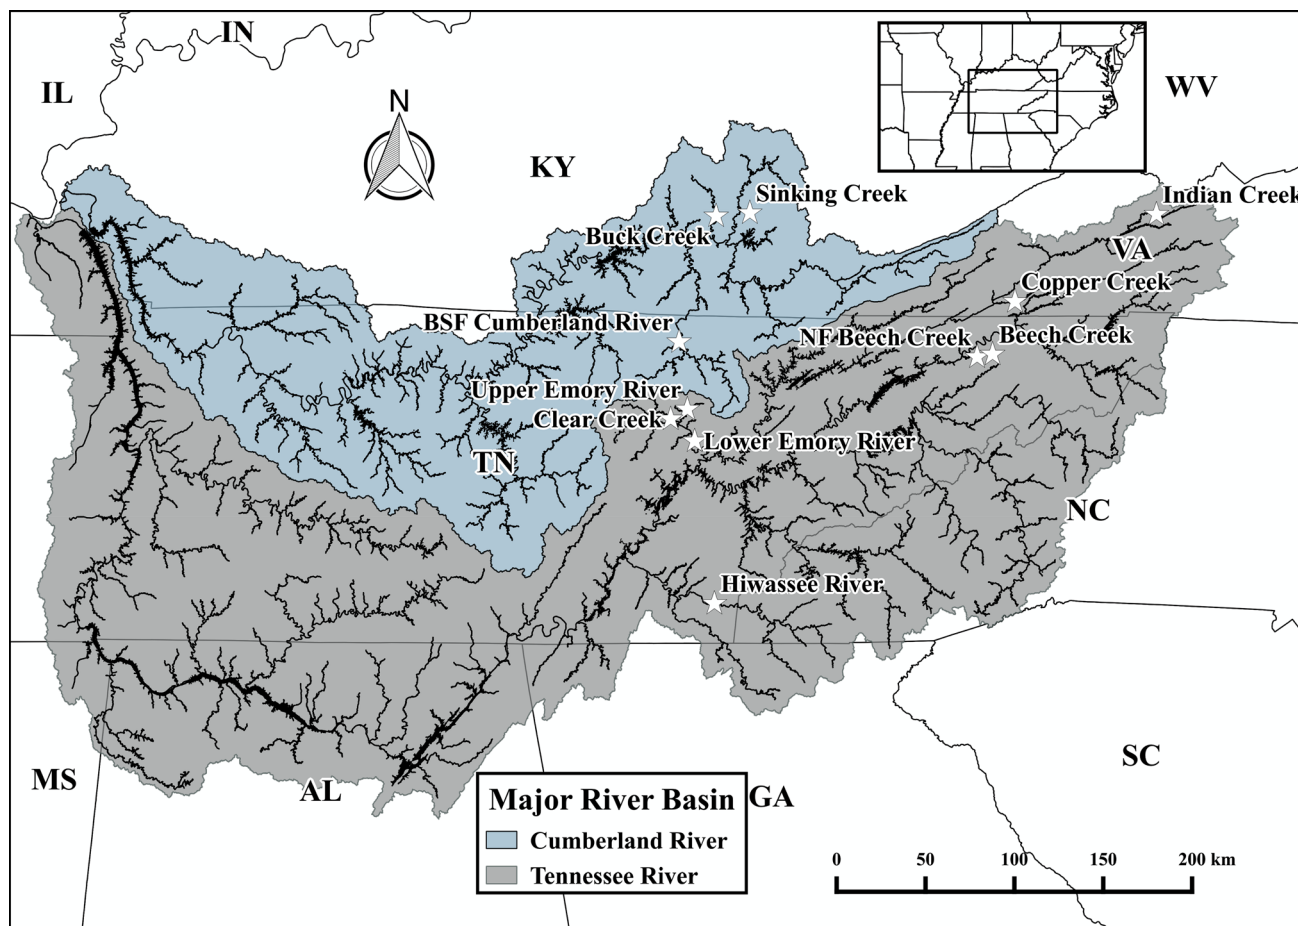 IN
IL
WV
N
KY
Sinking Creek
Indian Creek
Buck Creek
VA
Copper Creek
BSF Cumberland River
NF Beech Creek
Beech Creek
Upper Emory River
Clear Creek
Lower Emory River
TN
NC
Hiwassee River
MS
AL
GA
SC
Major River Basin
Cumberland River
Tennessee River
0 50 100 150 200 km